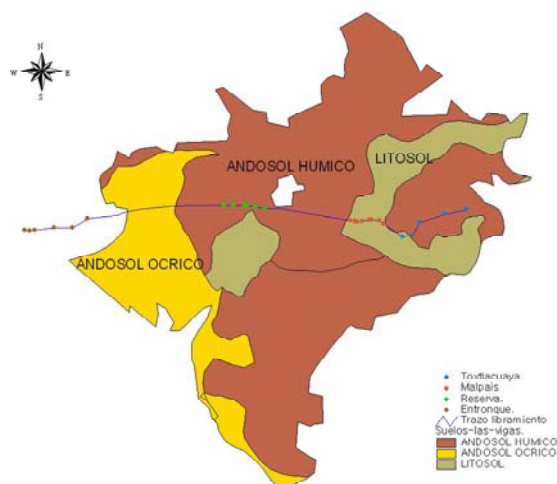 N
W E
S
ANDOSOL HUMICO
LITOSOL
ANDOSOL OCRICO
Toxtlacuaya.
Malpais
Reserva.
Entronque.
Trazo libramiento
Suelos-las-vigas.
ANDOSOL HUMICO
ANDOSOL OCRICO
LITOSOL